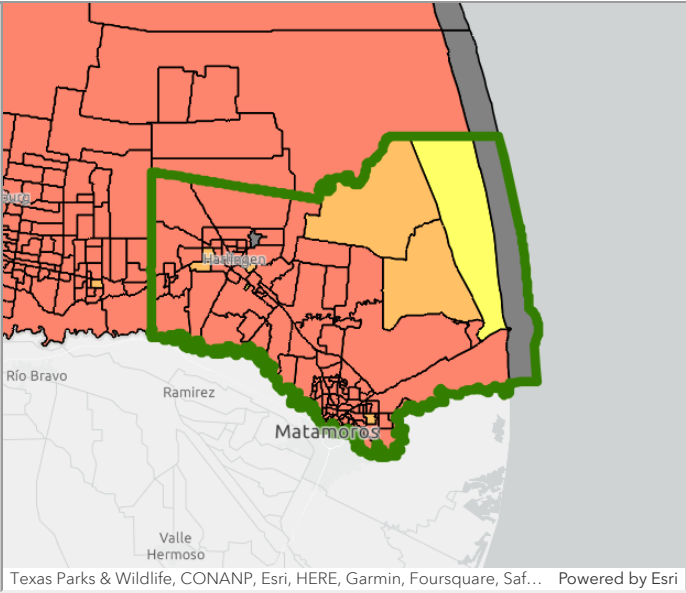 Harlingen
Río Bravo
Ramirez
Matamoros
Valle
Hermoso
Texas Parks & Wildlife, CONANP, Esri, HERE, Garmin, Foursquare, Saf... Powered by Esri